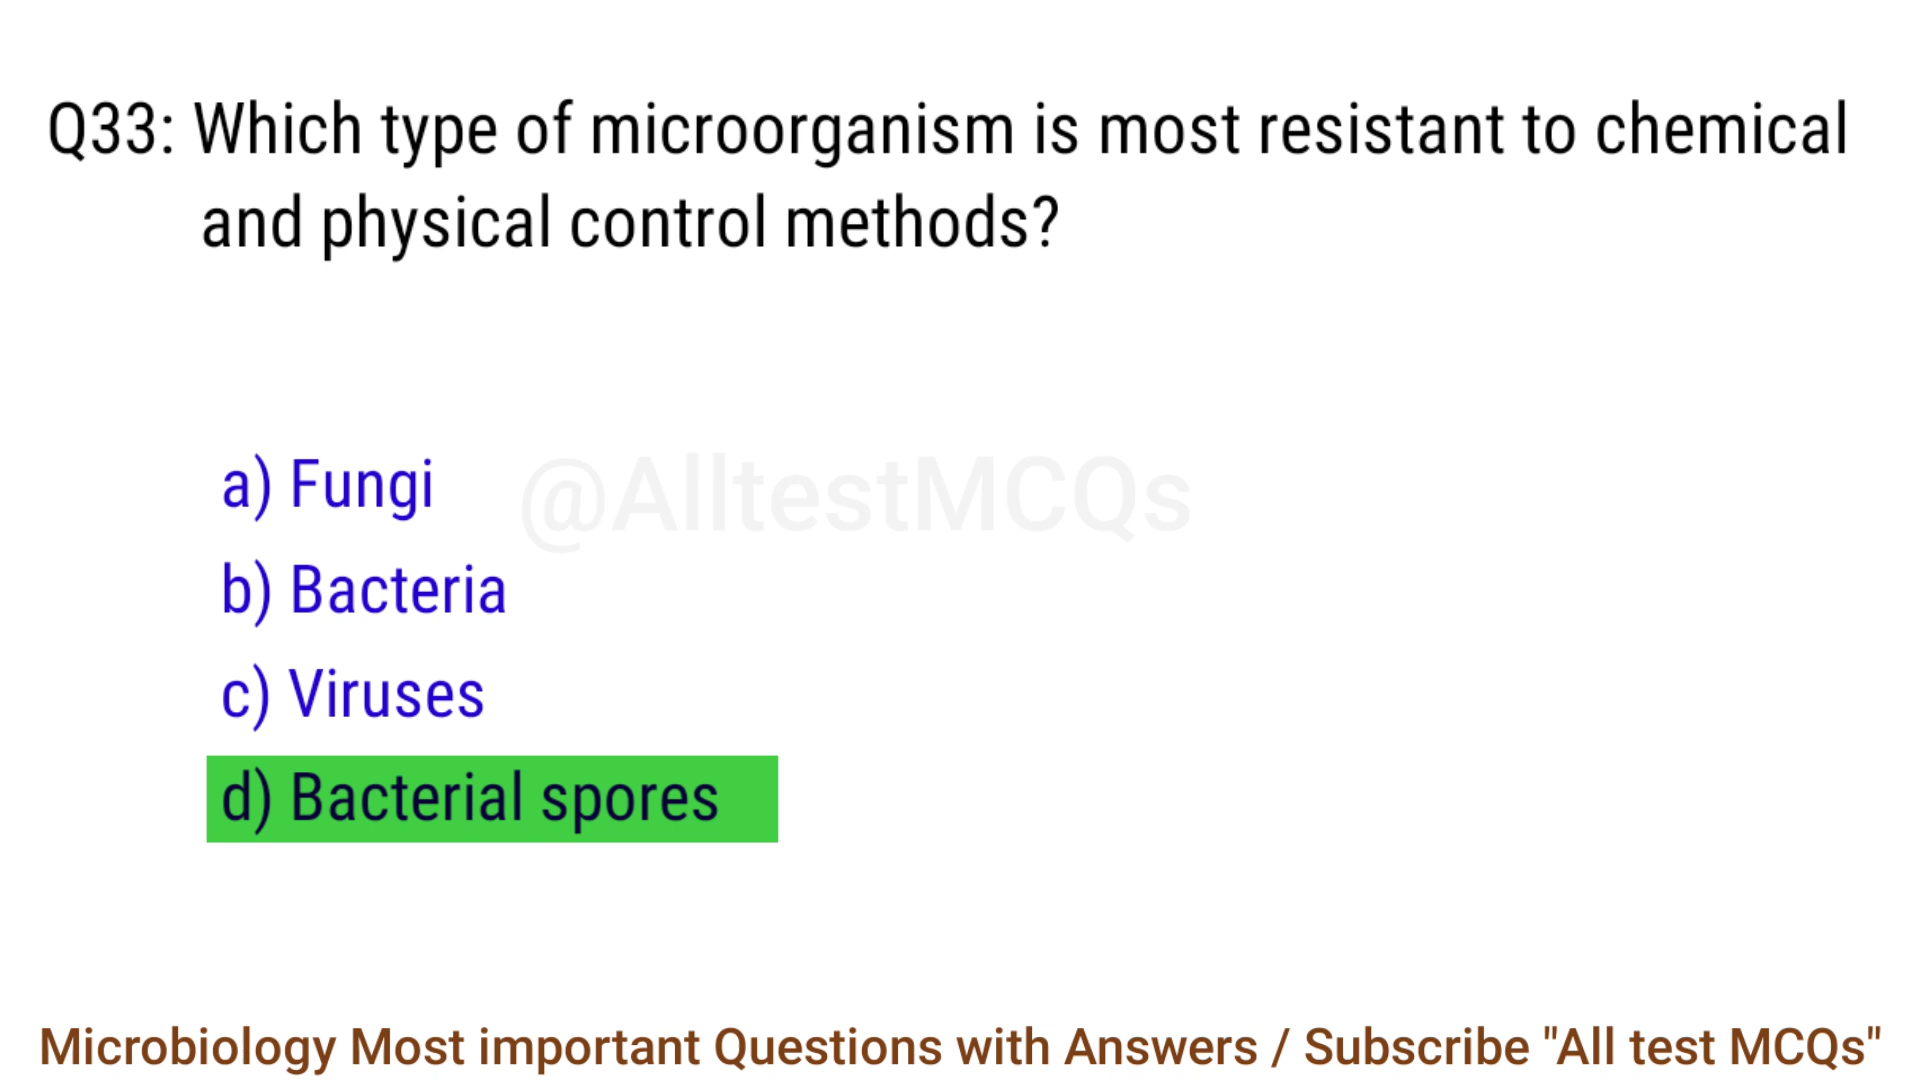 Q33: Which type of microorganism is most resistant to chemical
and physical control methods?
@AlltestMCQs
a) Fungi
b) Bacteria
c) Viruses
d) Bacterial spores
Microbiology Most important Questions with Answers / Subscribe "All test MCQs"